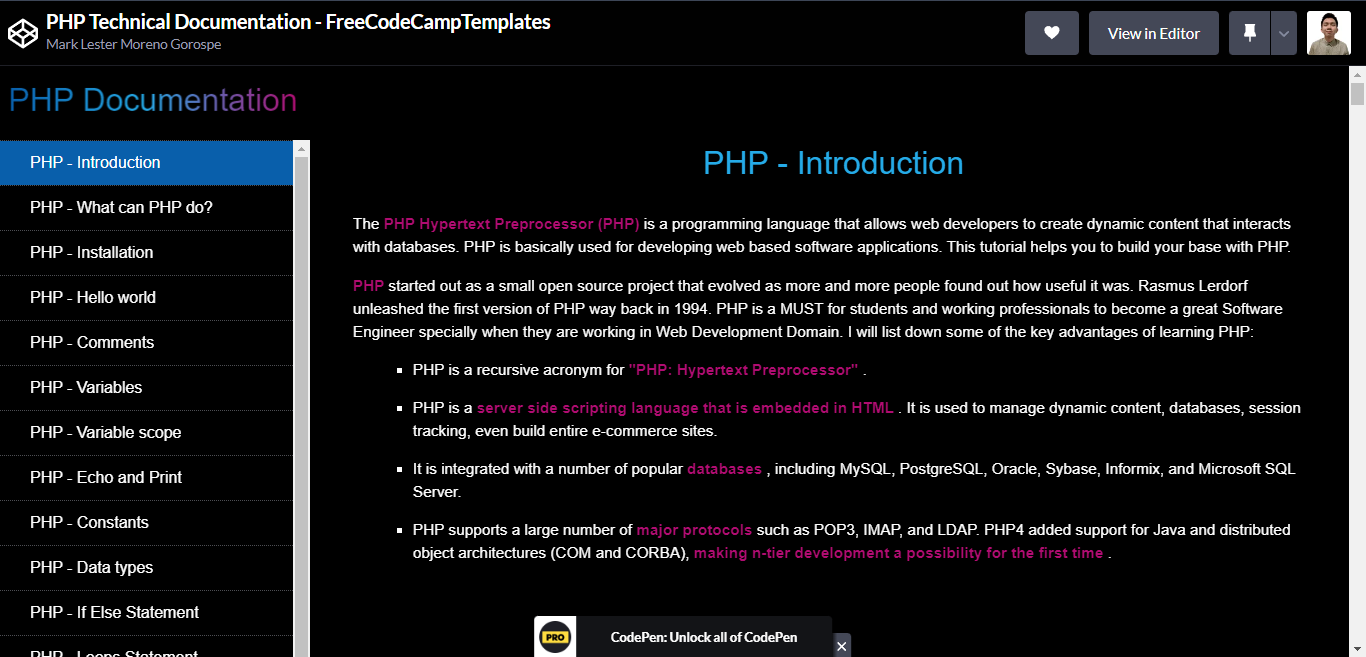 PHP Technical Documentation - FreeCodeCampTemplates
Mark Lester Moreno Gorospe
View in Editor
PHP Documentation
PHP - Introduction
PHP - What can PHP do?
PHP - Installation
PHP - Hello world
PHP - Comments
PHP - Variables
PHP - Variable scope
PHP - Echo and Print
PHP - Constants
PHP - Data types
PHP - If Else Statement
PHP - Loops Statement
PHP - Introduction
The PHP Hypertext Preprocessor (PHP) is a programming language that allows web developers to create dynamic content that interacts
with databases. PHP is basically used for developing web based software applications. This tutorial helps you to build your base with PHP.
PHP started out as a small open source project that evolved as more and more people found out how useful it was. Rasmus Lerdorf
unleashed the first version of PHP way back in 1994. PHP is a MUST for students and working professionals to become a great Software
Engineer specially when they are working in Web Development Domain. I will list down some of the key advantages of learning PHP:
PHP is a recursive acronym for "PHP: Hypertext Preprocessor" .
PHP is a server side scripting language that is embedded in HTML . It is used to manage dynamic content, databases, session
tracking, even build entire e-commerce sites.
It is integrated with a number of popular databases , including MySQL, PostgreSQL, Oracle, Sybase, Informix, and Microsoft SQL
Server.
PHP supports a large number of major protocols such as POP3, IMAP, and LDAP. PHP4 added support for Java and distributed
object architectures (COM and CORBA), making n-tier development a possibility for the first time .
PRO
CodePen: Unlock all of CodePen